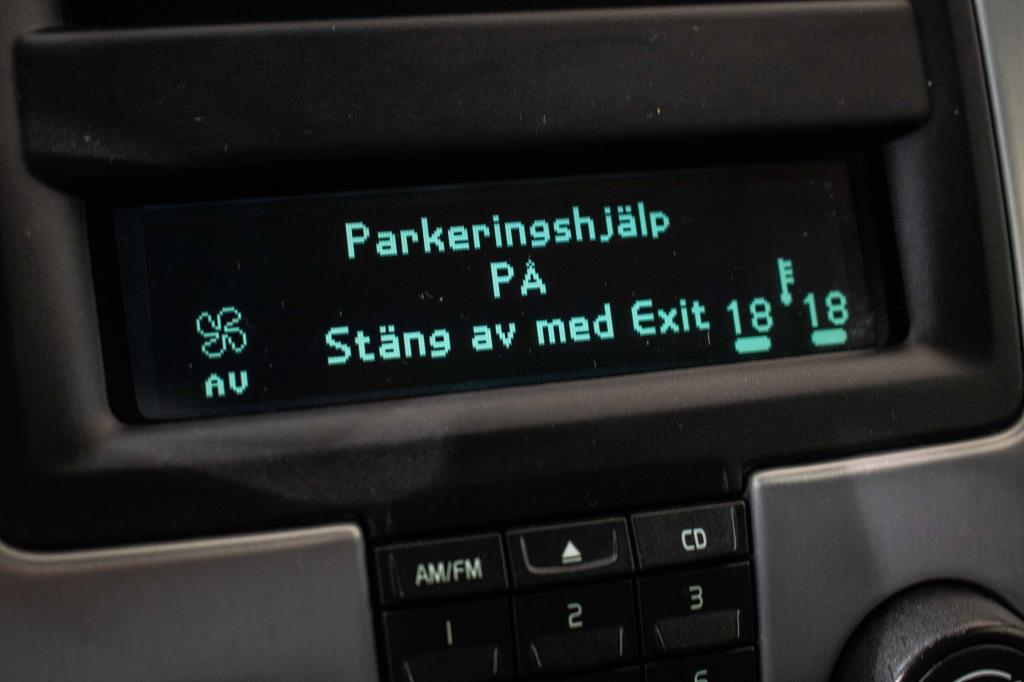 Parkeringshjälp
PÅ
Stäng av med Exit
18 18
AV
AM/FM
CD
1
2
3